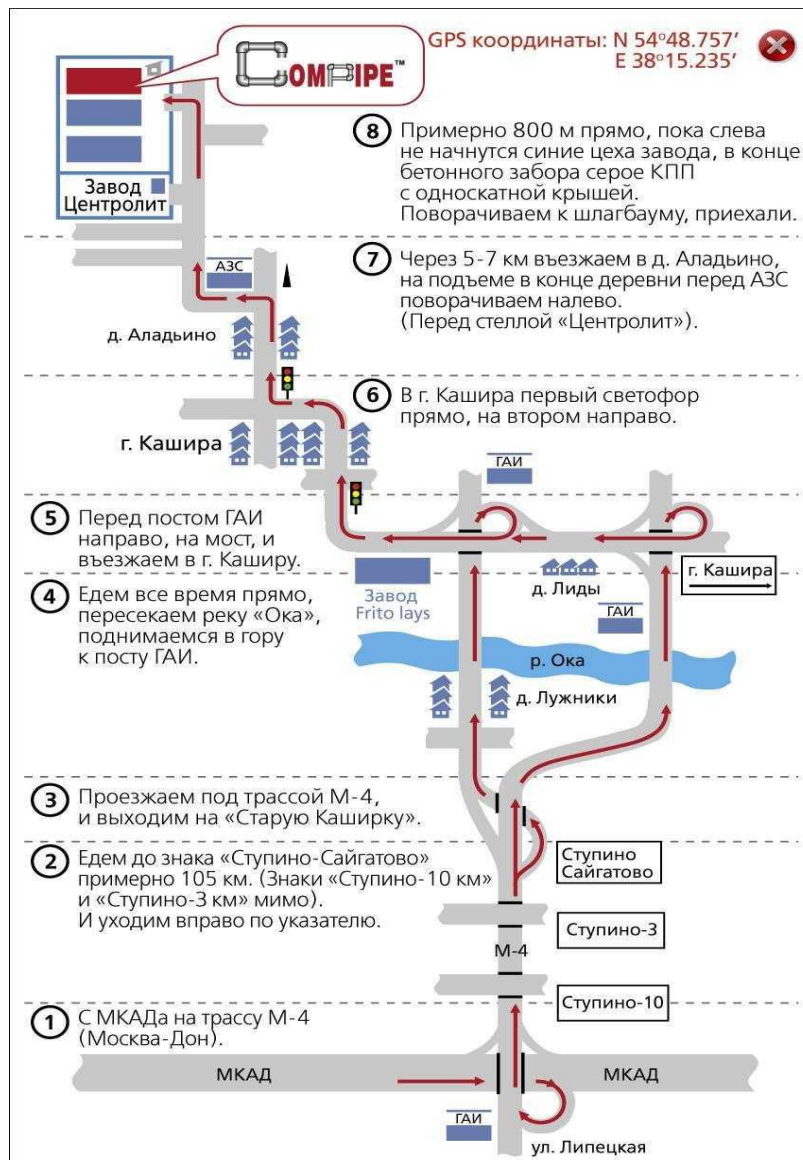 COMPIPE™
GPS координаты: N 54°48.757′
E 38°15.235′
8 Примерно 800 м прямо, пока слева
не начнутся синие цеха завода, в конце
бетонного забора серое КПП
с односкатной крышей.
Поворачиваем к шлагбауму, приехали.
Завод
Центролит
7 Через 5-7 км въезжаем в д. Аладьино,
на подъеме в конце деревни перед АЗС
поворачиваем налево.
(Перед стеллой «Центролит»).
АЗС
д. Аладьино
6 В г. Кашира первый светофор
прямо, на втором направо.
г. Кашира
ГАИ
5 Перед постом ГАИ
направо, на мост, и
въезжаем в г. Каширу.
г. Кашира
4 Едем все время прямо,
пересекаем реку «Ока»,
поднимаемся в гору
к посту ГАИ.
Завод
Frito lays
д. Лиды
ГАИ
р. Ока
д. Лужники
3 Проезжаем под трассой М-4,
и выходим на «Старую Каширку».
2 Едем до знака «Ступино-Сайгатово»
примерно 105 км. (Знаки «Ступино-10 км»
и «Ступино-3 км» мимо).
И уходим вправо по указателю.
Ступино
Сайгатово
Ступино-3
М-4
Ступино-10
1 С МКАДа на трассу М-4
(Москва-Дон).
МКАД
МКАД
ГАИ
ул. Липецкая